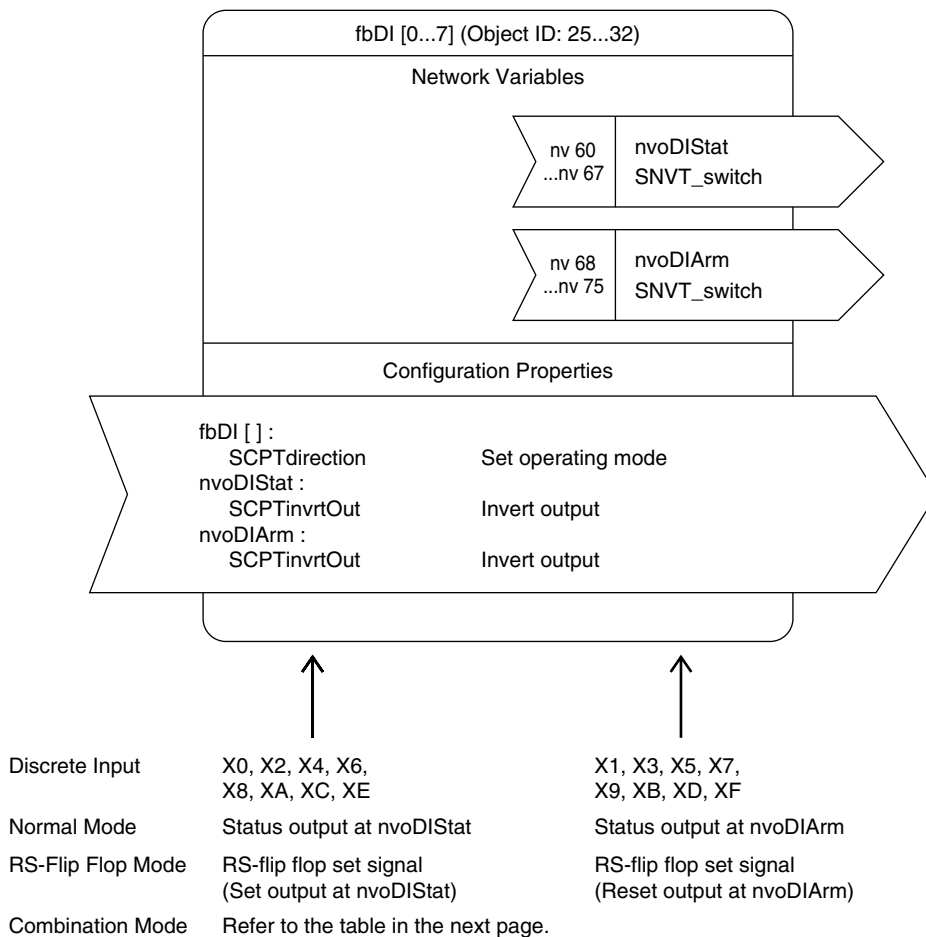 fbDI [0...7] (Object ID: 25...32)
Network Variables
nv 60
...nv 67
nvoDIStat
SNVT_switch
nv 68
...nv 75
nvoDIArm
SNVT_switch
Configuration Properties
fbDI [ ] :
SCPTdirection Set operating mode
nvoDIStat :
SCPTinvrtOut Invert output
nvoDIArm :
SCPTinvrtOut Invert output
Discrete Input X0, X2, X4, X6, X1, X3, X5, X7,
X8, XA, XC, XE X9, XB, XD, XF
Normal Mode Status output at nvoDIStat Status output at nvoDIArm
RS-Flip Flop Mode RS-flip flop set signal RS-flip flop set signal
(Set output at nvoDIStat) (Reset output at nvoDIArm)
Combination Mode Refer to the table in the next page.